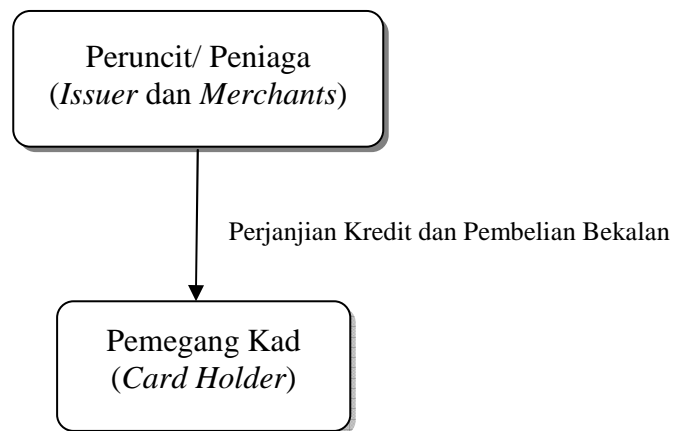 Peruncit/ Peniaga
(Issuer dan Merchants)
Perjanjian Kredit dan Pembelian Bekalan
Pemegang Kad
(Card Holder)